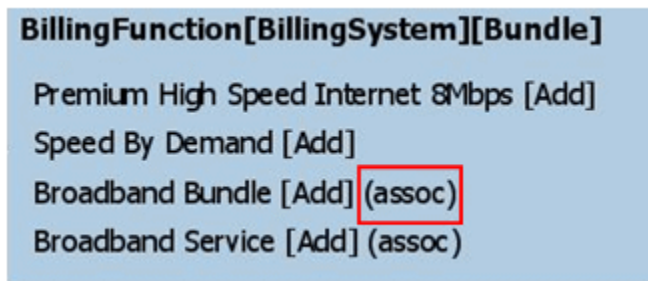 BillingFunction[BillingSystem][Bundle]
Premium High Speed Internet 8Mbps [Add]
Speed By Demand [Add]
Broadband Bundle [Add] (assoc)
Broadband Service [Add] (assoc)